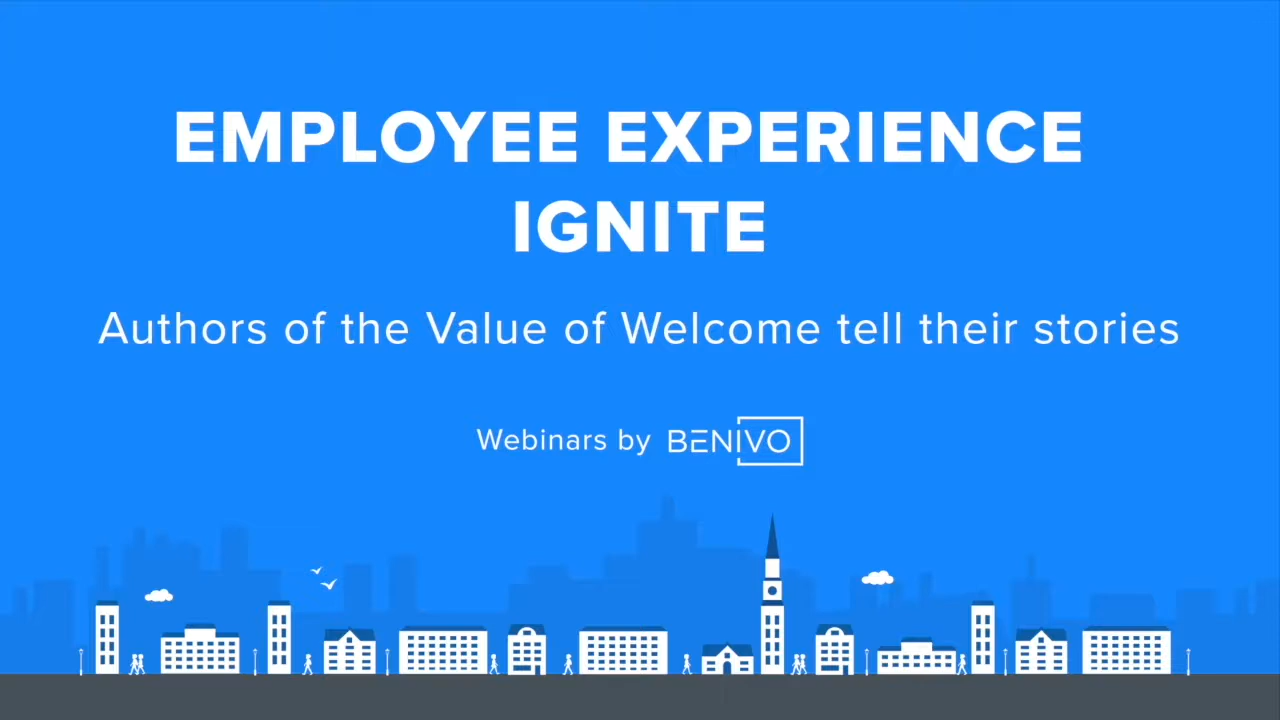 EMPLOYEE EXPERIENCE
IGNITE
Authors of the Value of Welcome tell their stories
Webinars by BENIVO